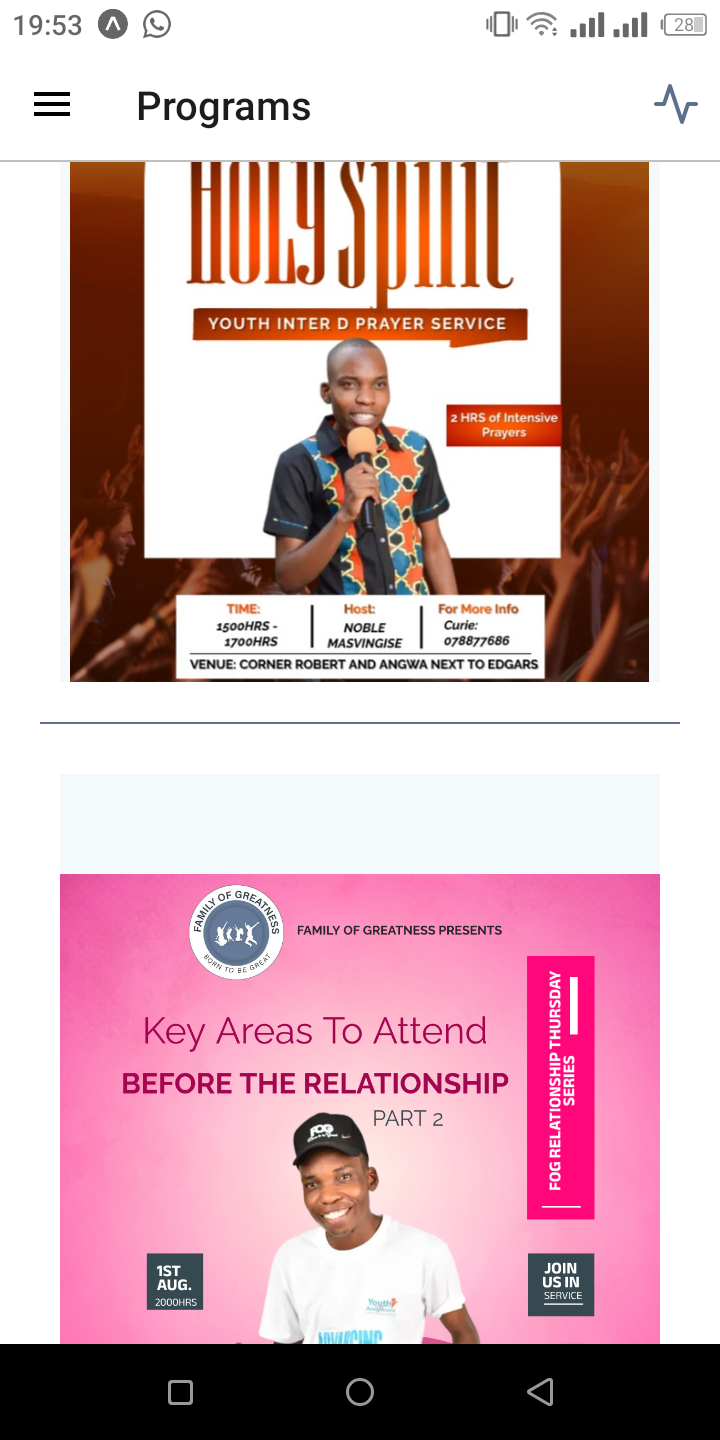 19:53
28
Programs
Holy Spirit
YOUTH INTER D PRAYER SERVICE
2 HRS of Intensive
Prayers
TIME:
1500HRS -
1700HRS
Host:
NOBLE
MASVINGISE
For More Info
Curie:
078877686
VENUE: CORNER ROBERT AND ANGWA NEXT TO EDGARS
FAMILY OF GREATNESS
BORN TO BE GREAT
FAMILY OF GREATNESS PRESENTS
FOG RELATIONSHIP THURSDAY
SERIES
Key Areas To Attend
BEFORE THE RELATIONSHIP
PART 2
FOG
1ST
AUG.
2000HRS
JOIN
US IN
SERVICE
Youth